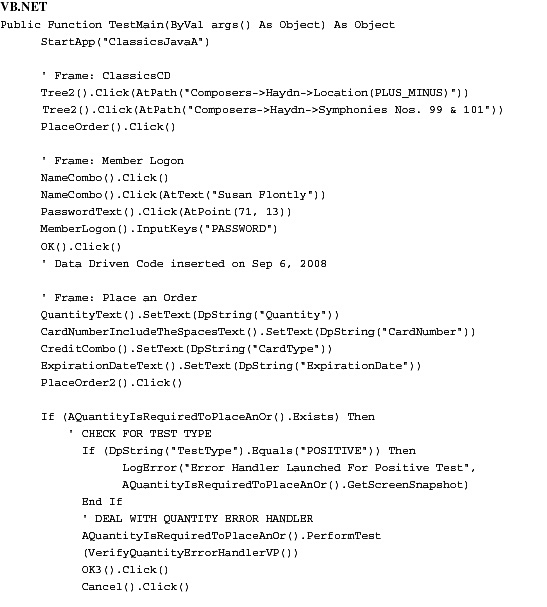 VB.NET
Public Function TestMain(ByVal args() As Object) As Object
StartApp("ClassicsJavaA")
' Frame: ClassicsCD
Tree2().Click(AtPath("Composers->Haydn->Location(PLUS_MINUS)"))
Tree2().Click(AtPath("Composers->Haydn->Symphonies Nos. 99 & 101"))
PlaceOrder().Click()
' Frame: Member Logon
NameCombo().Click()
NameCombo().Click(AtText("Susan Flontly"))
PasswordText().Click(AtPoint(71, 13))
MemberLogon().InputKeys("PASSWORD")
OK().Click()
' Data Driven Code inserted on Sep 6, 2008
' Frame: Place an Order
QuantityText().SetText(DpString("Quantity"))
CardNumberIncludeTheSpacesText().SetText(DpString("CardNumber"))
CreditCombo().SetText(DpString("CardType"))
ExpirationDateText().SetText(DpString("ExpirationDate"))
PlaceOrder2().Click()
If (AQuantityIsRequiredToPlaceAnOr().Exists) Then
' CHECK FOR TEST TYPE
If (DpString("TestType").Equals("POSITIVE")) Then
LogError("Error Handler Launched For Positive Test",
AQuantityIsRequiredToPlaceAnOr().GetScreenSnapshot)
End If
' DEAL WITH QUANTITY ERROR HANDLER
AQuantityIsRequiredToPlaceAnOr().PerformTest
(VerifyQuantityErrorHandlerVP())
OK3().Click()
Cancel().Click()